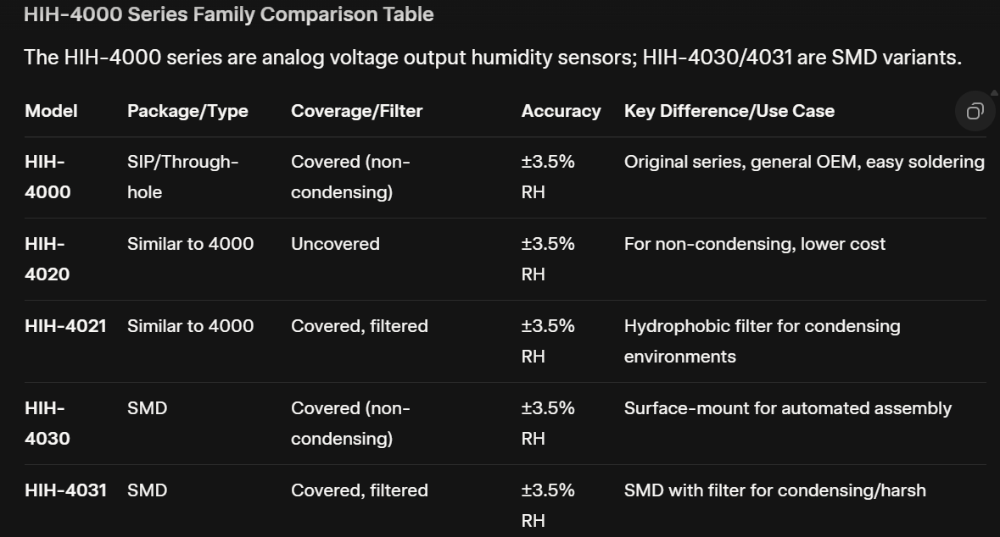 HIH-4000 Series Family Comparison Table
The HIH-4000 series are analog voltage output humidity sensors; HIH-4030/4031 are SMD variants.
Model Package/Type Coverage/Filter Accuracy Key Difference/Use Case
HIH- SIP/Through- Covered (non- ±3.5% Original series, general OEM, easy soldering
4000 hole condensing) RH
HIH- Similar to 4000 Uncovered ±3.5% For non-condensing, lower cost
4020 RH
HIH-4021 Similar to 4000 Covered, filtered ±3.5% Hydrophobic filter for condensing
RH environments
HIH- SMD Covered (non- ±3.5% Surface-mount for automated assembly
4030 condensing) RH
HIH-4031 SMD Covered, filtered ±3.5% SMD with filter for condensing/harsh
RH